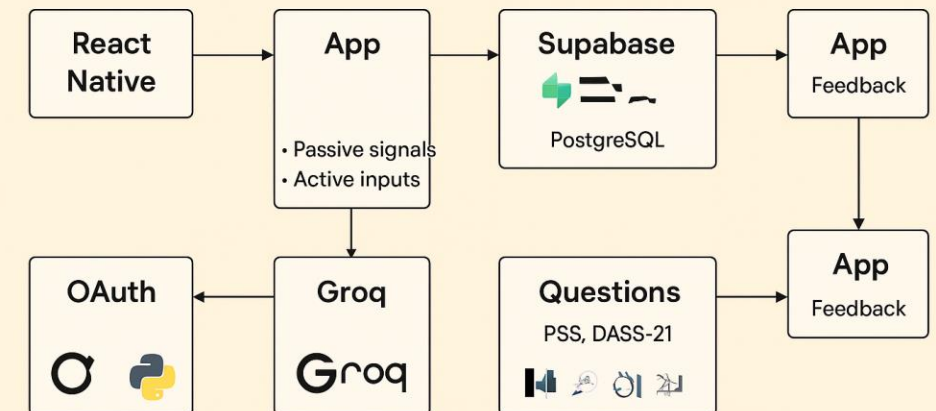 React
Native
App
• Passive signals
• Active inputs
Supabase
PostgreSQL
App
Feedback
OAuth
Groq
Groq
Questions
PSS, DASS-21
App
Feedback